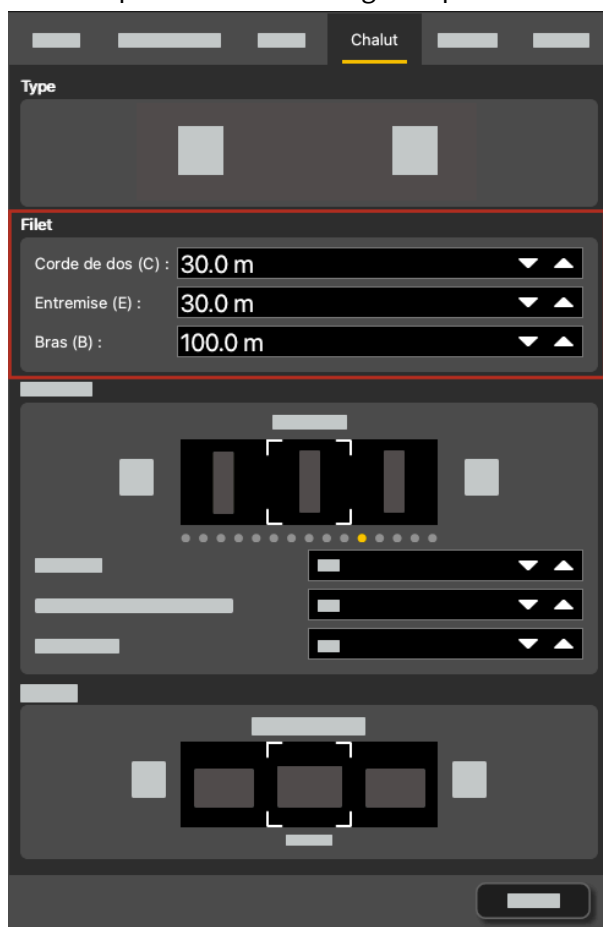 Chalut
Type
Filet
Corde de dos (C) : 30.0 m
Entremise (E) : 30.0 m
Bras (B) : 100.0 m